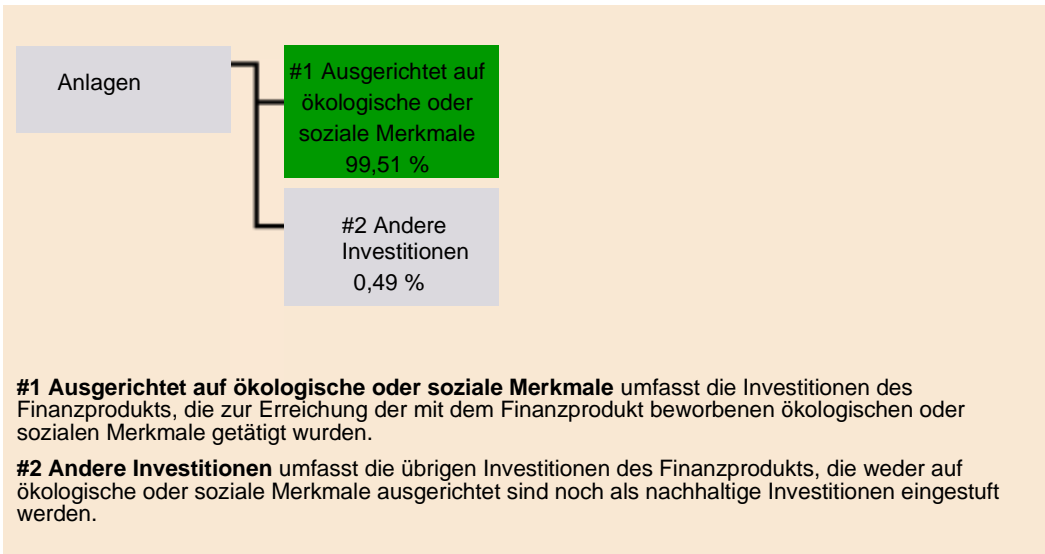 Anlagen
#1 Ausgerichtet auf
ökologische oder
soziale Merkmale
99,51 %
#2 Andere
Investitionen
0,49 %
#1 Ausgerichtet auf ökologische oder soziale Merkmale umfasst die Investitionen des
Finanzprodukts, die zur Erreichung der mit dem Finanzprodukt beworbenen ökologischen oder
sozialen Merkmale getätigt wurden.
#2 Andere Investitionen umfasst die übrigen Investitionen des Finanzprodukts, die weder auf
ökologische oder soziale Merkmale ausgerichtet sind noch als nachhaltige Investitionen eingestuft
werden.